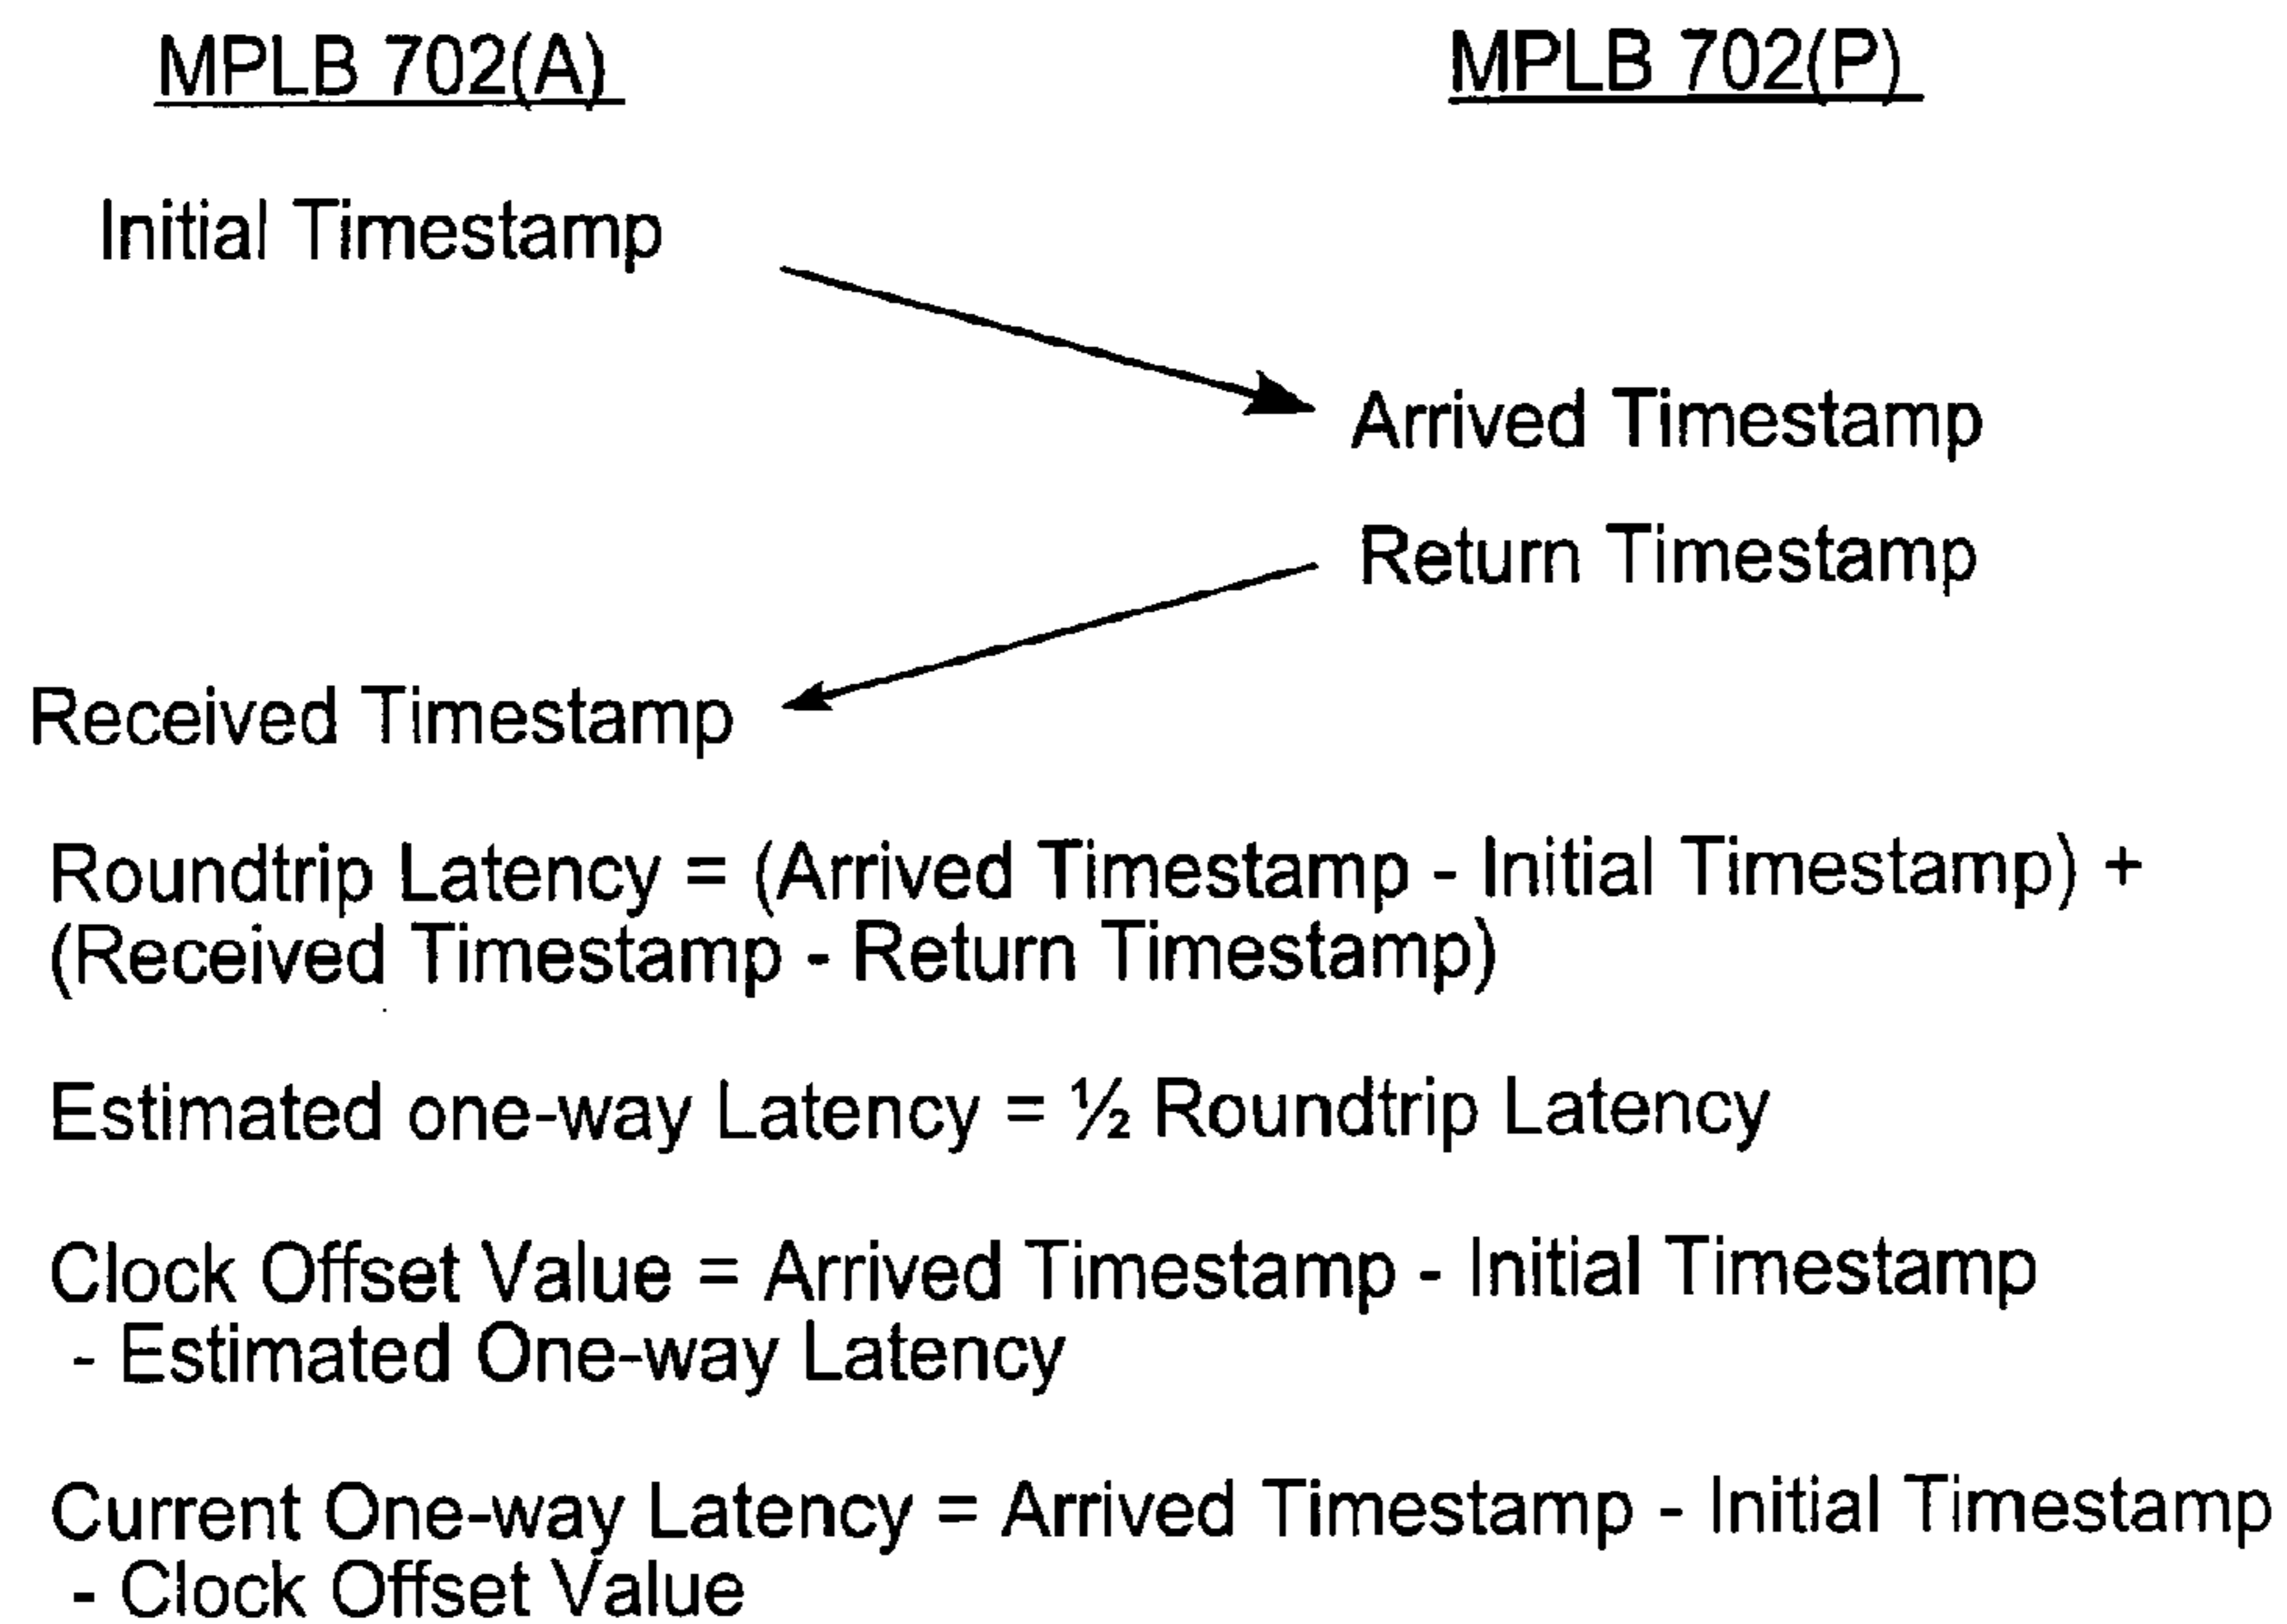 MPLB 702(A)
MPLB 702(P)
Initial Timestamp
Arrived Timestamp
Return Timestamp
Received Timestamp
Roundtrip Latency = (Arrived Timestamp - Initial Timestamp) +
(Received Timestamp - Return Timestamp)
Estimated one-way Latency = ½ Roundtrip Latency
Clock Offset Value = Arrived Timestamp - Initial Timestamp
- Estimated One-way Latency
Current One-way Latency = Arrived Timestamp - Initial Timestamp
- Clock Offset Value